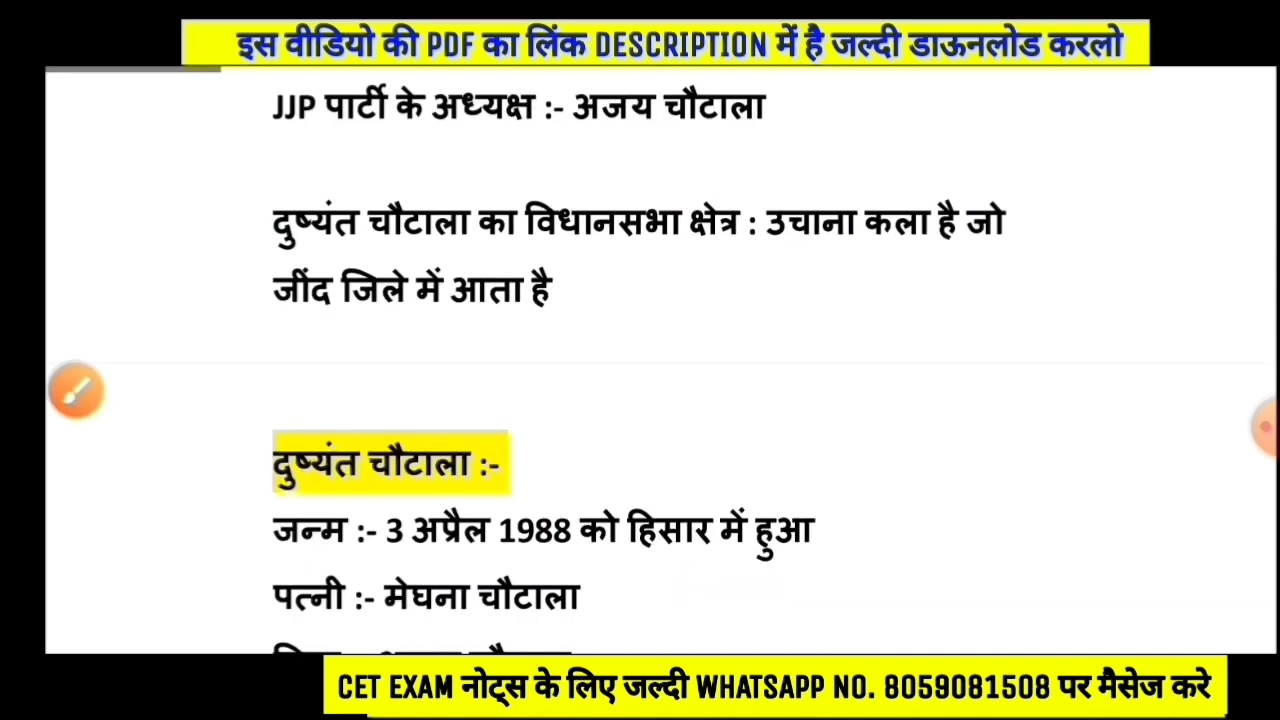 इस वीडियो की PDF का लिंक DESCRIPTION में है जल्दी डाऊनलोड करलो
JJP पार्टी के अध्यक्ष :- अजय चौटाला
दुष्यंत चौटाला का विधानसभा क्षेत्र : उचाना कला है जो
जींद जिले में आता है
दुष्यंत चौटाला :-
जन्म :- 3 अप्रैल 1988 को हिसार में हुआ
पत्नी :- मेघना चौटाला
CET EXAM नोट्स के लिए जल्दी WHATSAPP NO. 8059081508 पर मैसेज करे